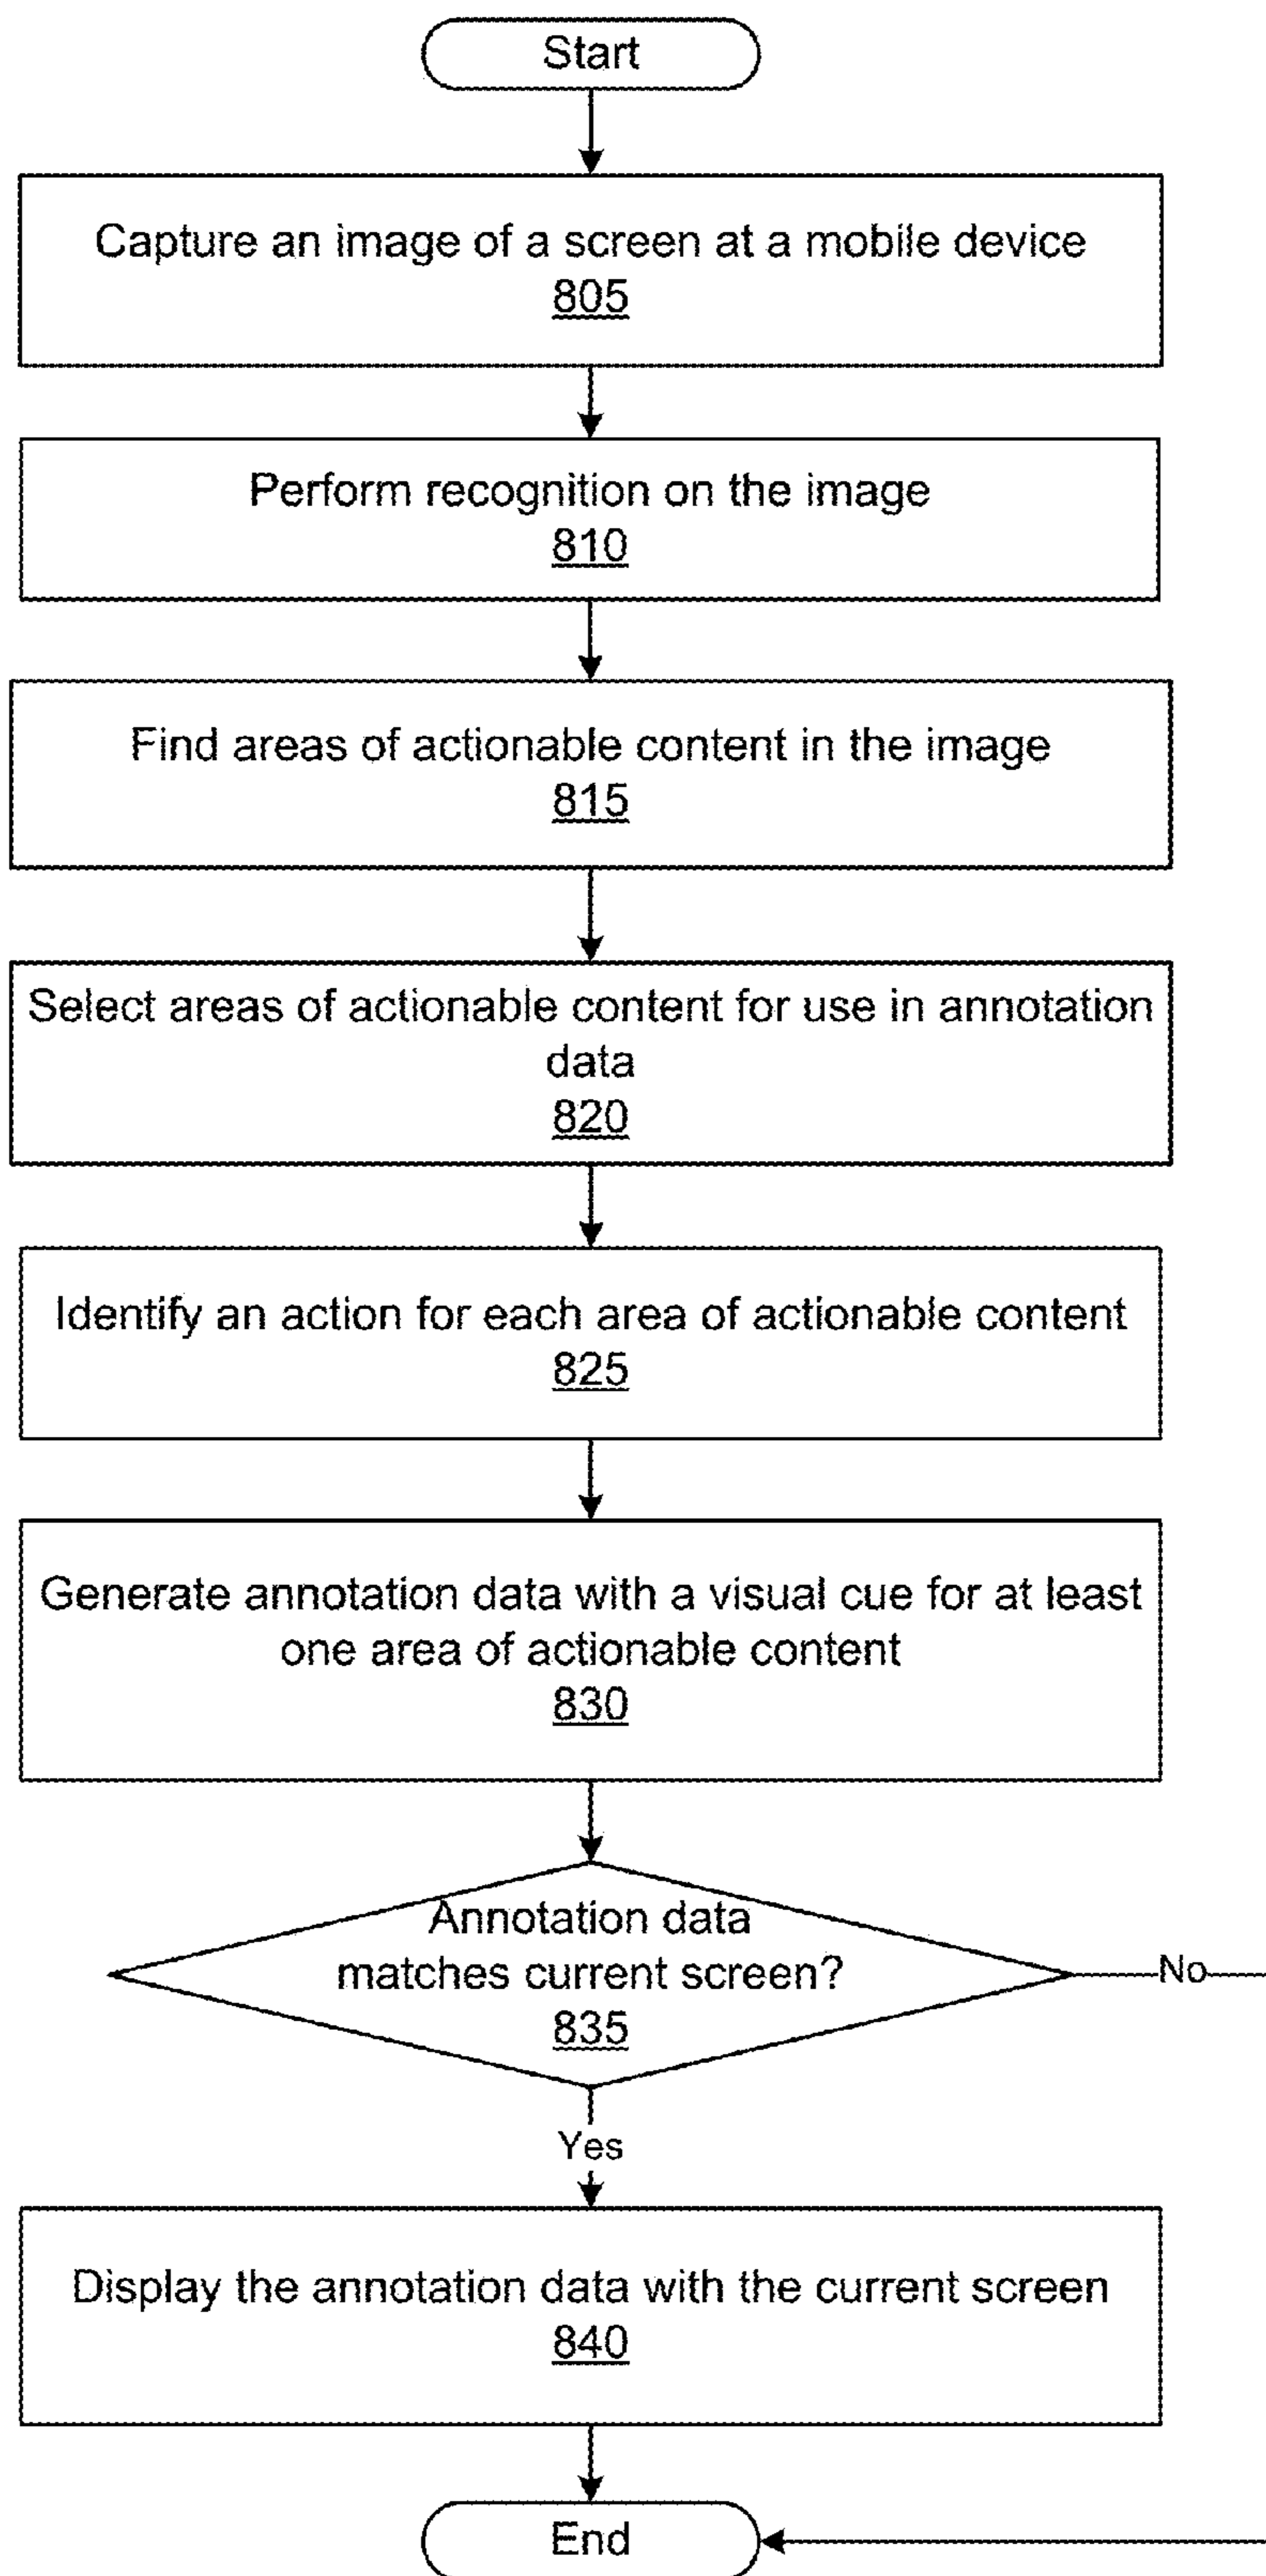 Start
Capture an image of a screen at a mobile device
805
Perform recognition on the image
810
Find areas of actionable content in the image
815
Select areas of actionable content for use in annotation
data
820
Identify an action for each area of actionable content
825
Generate annotation data with a visual cue for at least
one area of actionable content
830
Annotation data
matches current screen?
835
No
Yes
Display the annotation data with the current screen
840
End